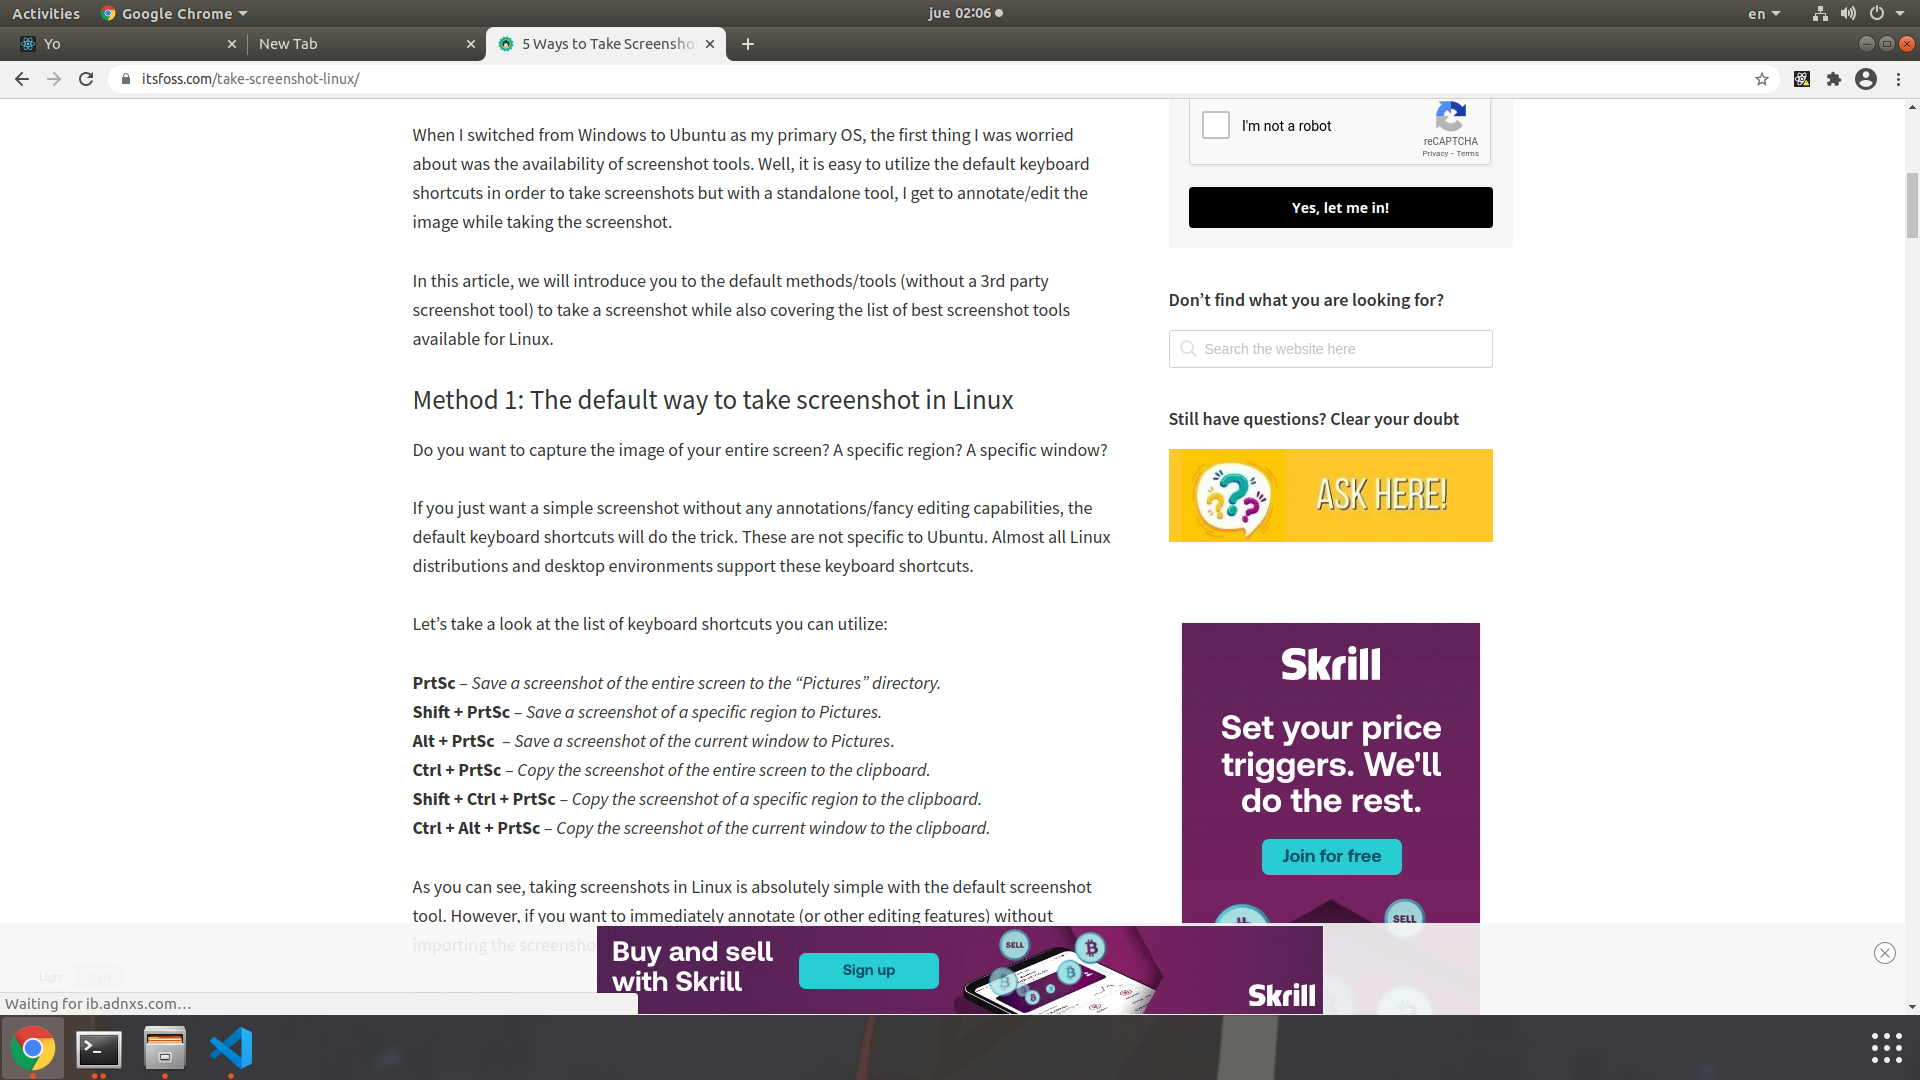 Activities
Google Chrome
jue 02:06
en
Yo
New Tab
5 Ways to Take Screensho
itsfoss.com/take-screenshot-linux/
When I switched from Windows to Ubuntu as my primary OS, the first thing I was worried
about was the availability of screenshot tools. Well, it is easy to utilize the default keyboard
shortcuts in order to take screenshots but with a standalone tool, I get to annotate/edit the
image while taking the screenshot.
In this article, we will introduce you to the default methods/tools (without a 3rd party
screenshot tool) to take a screenshot while also covering the list of best screenshot tools
available for Linux.
Method 1: The default way to take screenshot in Linux
Do you want to capture the image of your entire screen? A specific region? A specific window?
If you just want a simple screenshot without any annotations/fancy editing capabilities, the
default keyboard shortcuts will do the trick. These are not specific to Ubuntu. Almost all Linux
distributions and desktop environments support these keyboard shortcuts.
Let’s take a look at the list of keyboard shortcuts you can utilize:
PrtSc – Save a screenshot of the entire screen to the “Pictures” directory.
Shift + PrtSc – Save a screenshot of a specific region to Pictures.
Alt + PrtSc – Save a screenshot of the current window to Pictures.
Ctrl + PrtSc – Copy the screenshot of the entire screen to the clipboard.
Shift + Ctrl + PrtSc – Copy the screenshot of a specific region to the clipboard.
Ctrl + Alt + PrtSc – Copy the screenshot of the current window to the clipboard.
As you can see, taking screenshots in Linux is absolutely simple with the default screenshot
tool. However, if you want to immediately annotate (or other editing features) without
importing the screensho
I'm not a robot
reCAPTCHA
Privacy - Terms
Yes, let me in!
Don’t find what you are looking for?
Search the website here
Still have questions? Clear your doubt
ASK HERE!
Skrill
Set your price
triggers. We'll
do the rest.
Join for free
SELL
Buy and sell
with Skrill
Sign up
SELL
Skrill
Light
Dark
Waiting for ib.adnxs.com…